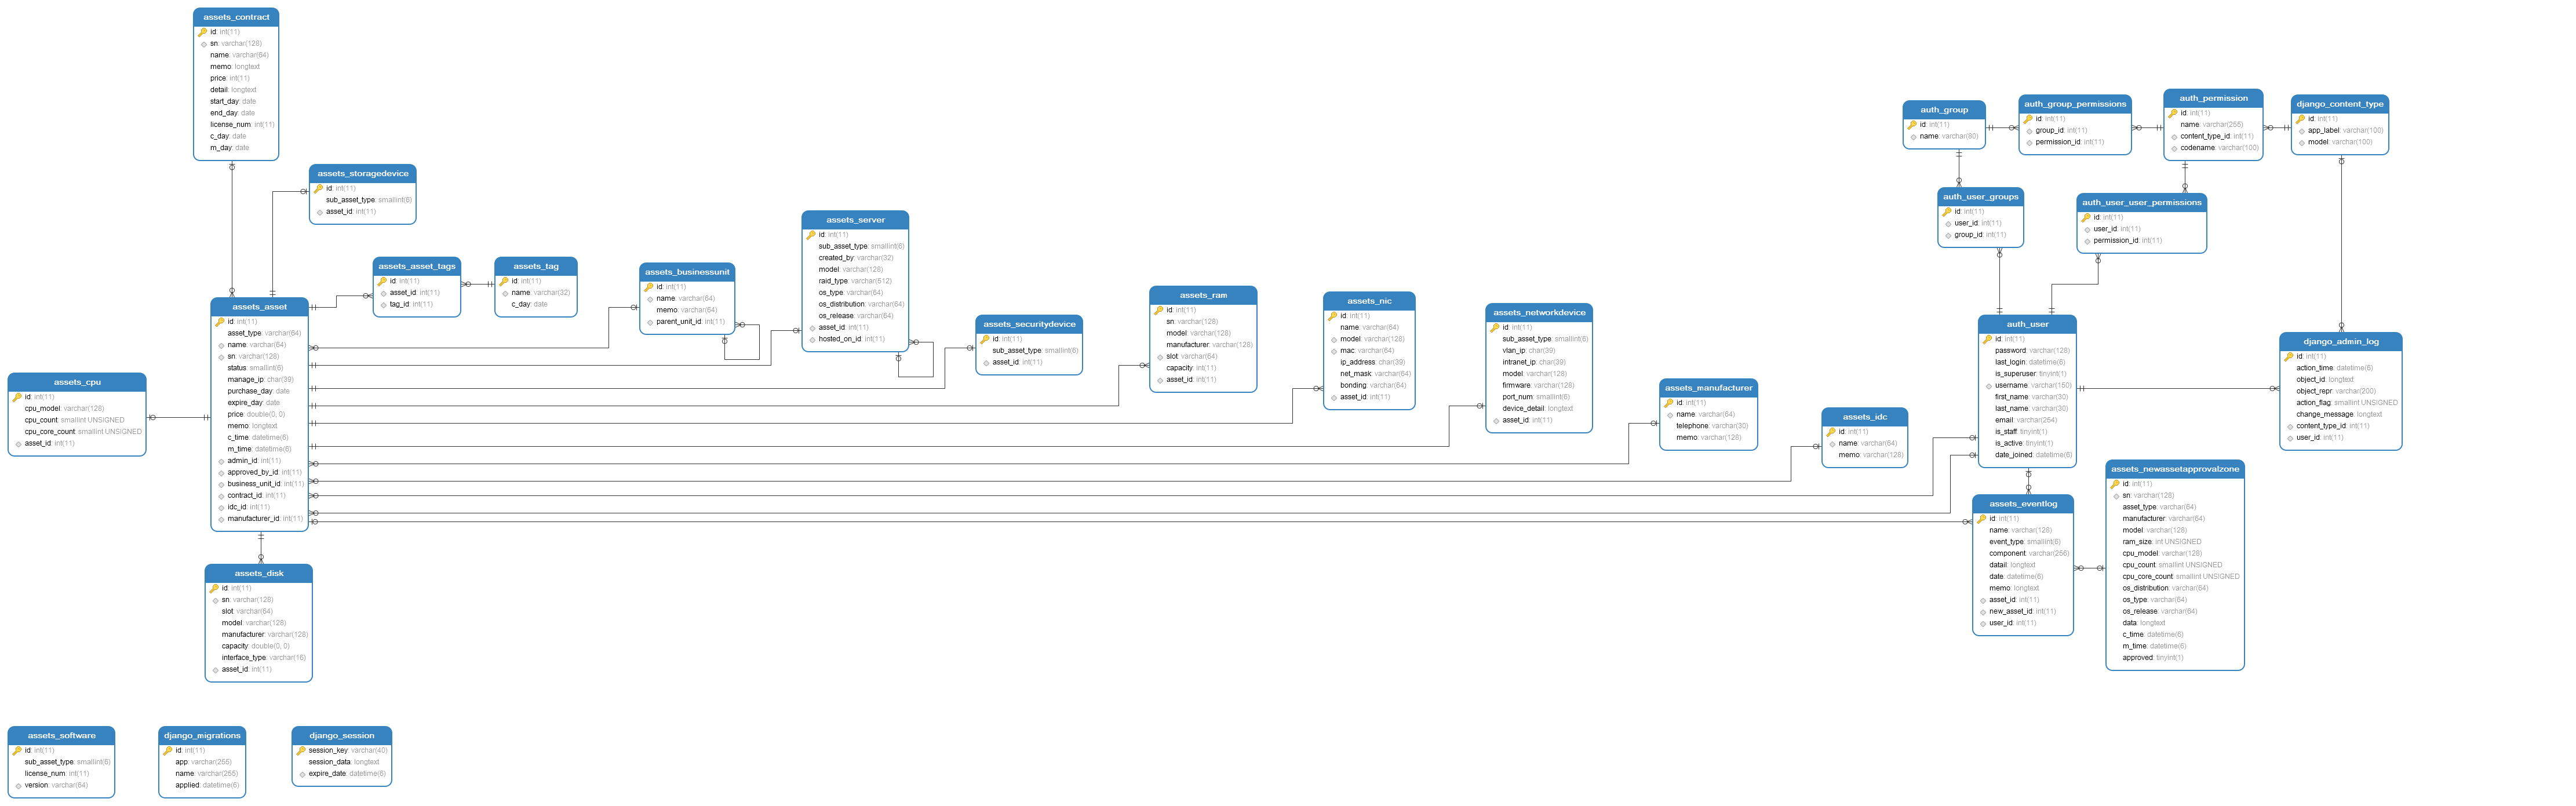 assets_contract
id: int(11)
sn: varchar(128)
name: varchar(64)
memo: longtext
price: int(11)
detail: longtext
start_day: date
end_day: date
license_num: int(11)
c_day: date
m_day: date
assets_storagedevice
id: int(11)
sub_asset_type: smallint(6)
asset_id: int(11)
assets_asset_tags
id: int(11)
asset_id: int(11)
tag_id: int(11)
assets_tag
id: int(11)
name: varchar(32)
c_day: date
assets_businessunit
id: int(11)
name: varchar(64)
memo: varchar(64)
parent_unit_id: int(11)
assets_server
id: int(11)
sub_asset_type: smallint(6)
created_by: varchar(32)
model: varchar(128)
raid_type: varchar(512)
os_type: varchar(64)
os_distribution: varchar(64)
os_release: varchar(64)
asset_id: int(11)
hosted_on_id: int(11)
assets_securitydevice
id: int(11)
sub_asset_type: smallint(6)
asset_id: int(11)
assets_ram
id: int(11)
sn: varchar(128)
model: varchar(128)
manufacturer: varchar(128)
slot: varchar(64)
capacity: int(11)
asset_id: int(11)
assets_nic
id: int(11)
name: varchar(64)
model: varchar(128)
mac: varchar(64)
ip_address: char(39)
net_mask: varchar(64)
bonding: varchar(64)
asset_id: int(11)
assets_networkdevice
id: int(11)
sub_asset_type: smallint(6)
vlan_ip: char(39)
intranet_ip: char(39)
model: varchar(128)
firmware: varchar(128)
port_num: smallint(6)
device_detail: longtext
asset_id: int(11)
assets_manufacturer
id: int(11)
name: varchar(64)
telephone: varchar(30)
memo: varchar(128)
assets_idc
id: int(11)
name: varchar(64)
memo: varchar(128)
auth_group
id: int(11)
name: varchar(80)
auth_group_permissions
id: int(11)
group_id: int(11)
permission_id: int(11)
auth_permission
id: int(11)
name: varchar(255)
content_type_id: int(11)
codename: varchar(100)
django_content_type
id: int(11)
app_label: varchar(100)
model: varchar(100)
auth_user_groups
id: int(11)
user_id: int(11)
group_id: int(11)
auth_user_user_permissions
id: int(11)
user_id: int(11)
permission_id: int(11)
auth_user
id: int(11)
password: varchar(128)
last_login: datetime(6)
is_superuser: tinyint(1)
username: varchar(150)
first_name: varchar(30)
last_name: varchar(30)
email: varchar(254)
is_staff: tinyint(1)
is_active: tinyint(1)
date_joined: datetime(6)
django_admin_log
id: int(11)
action_time: datetime(6)
object_id: longtext
object_repr: varchar(200)
action_flag: smallint UNSIGNED
change_message: longtext
content_type_id: int(11)
user_id: int(11)
assets_cpu
id: int(11)
cpu_model: varchar(128)
cpu_count: smallint UNSIGNED
cpu_core_count: smallint UNSIGNED
asset_id: int(11)
assets_asset
id: int(11)
asset_type: varchar(64)
name: varchar(64)
sn: varchar(128)
status: smallint(6)
manage_ip: char(39)
purchase_day: date
expire_day: date
price: double(0, 0)
memo: longtext
c_time: datetime(6)
m_time: datetime(6)
admin_id: int(11)
approved_by_id: int(11)
business_unit_id: int(11)
contract_id: int(11)
idc_id: int(11)
manufacturer_id: int(11)
assets_eventlog
id: int(11)
name: varchar(128)
event_type: smallint(6)
component: varchar(256)
datail: longtext
date: datetime(6)
memo: longtext
asset_id: int(11)
new_asset_id: int(11)
user_id: int(11)
assets_newassetapprovalzone
id: int(11)
sn: varchar(128)
asset_type: varchar(64)
manufacturer: varchar(64)
model: varchar(128)
ram_size: int UNSIGNED
cpu_model: varchar(128)
cpu_count: smallint UNSIGNED
cpu_core_count: smallint UNSIGNED
os_distribution: varchar(64)
os_type: varchar(64)
os_release: varchar(64)
data: longtext
c_time: datetime(6)
m_time: datetime(6)
approved: tinyint(1)
assets_disk
id: int(11)
sn: varchar(128)
slot: varchar(64)
model: varchar(128)
manufacturer: varchar(128)
capacity: double(0, 0)
interface_type: varchar(16)
asset_id: int(11)
assets_software
id: int(11)
sub_asset_type: smallint(6)
license_num: int(11)
version: varchar(64)
django_migrations
id: int(11)
app: varchar(255)
name: varchar(255)
applied: datetime(6)
django_session
session_key: varchar(40)
session_data: longtext
expire_date: datetime(6)